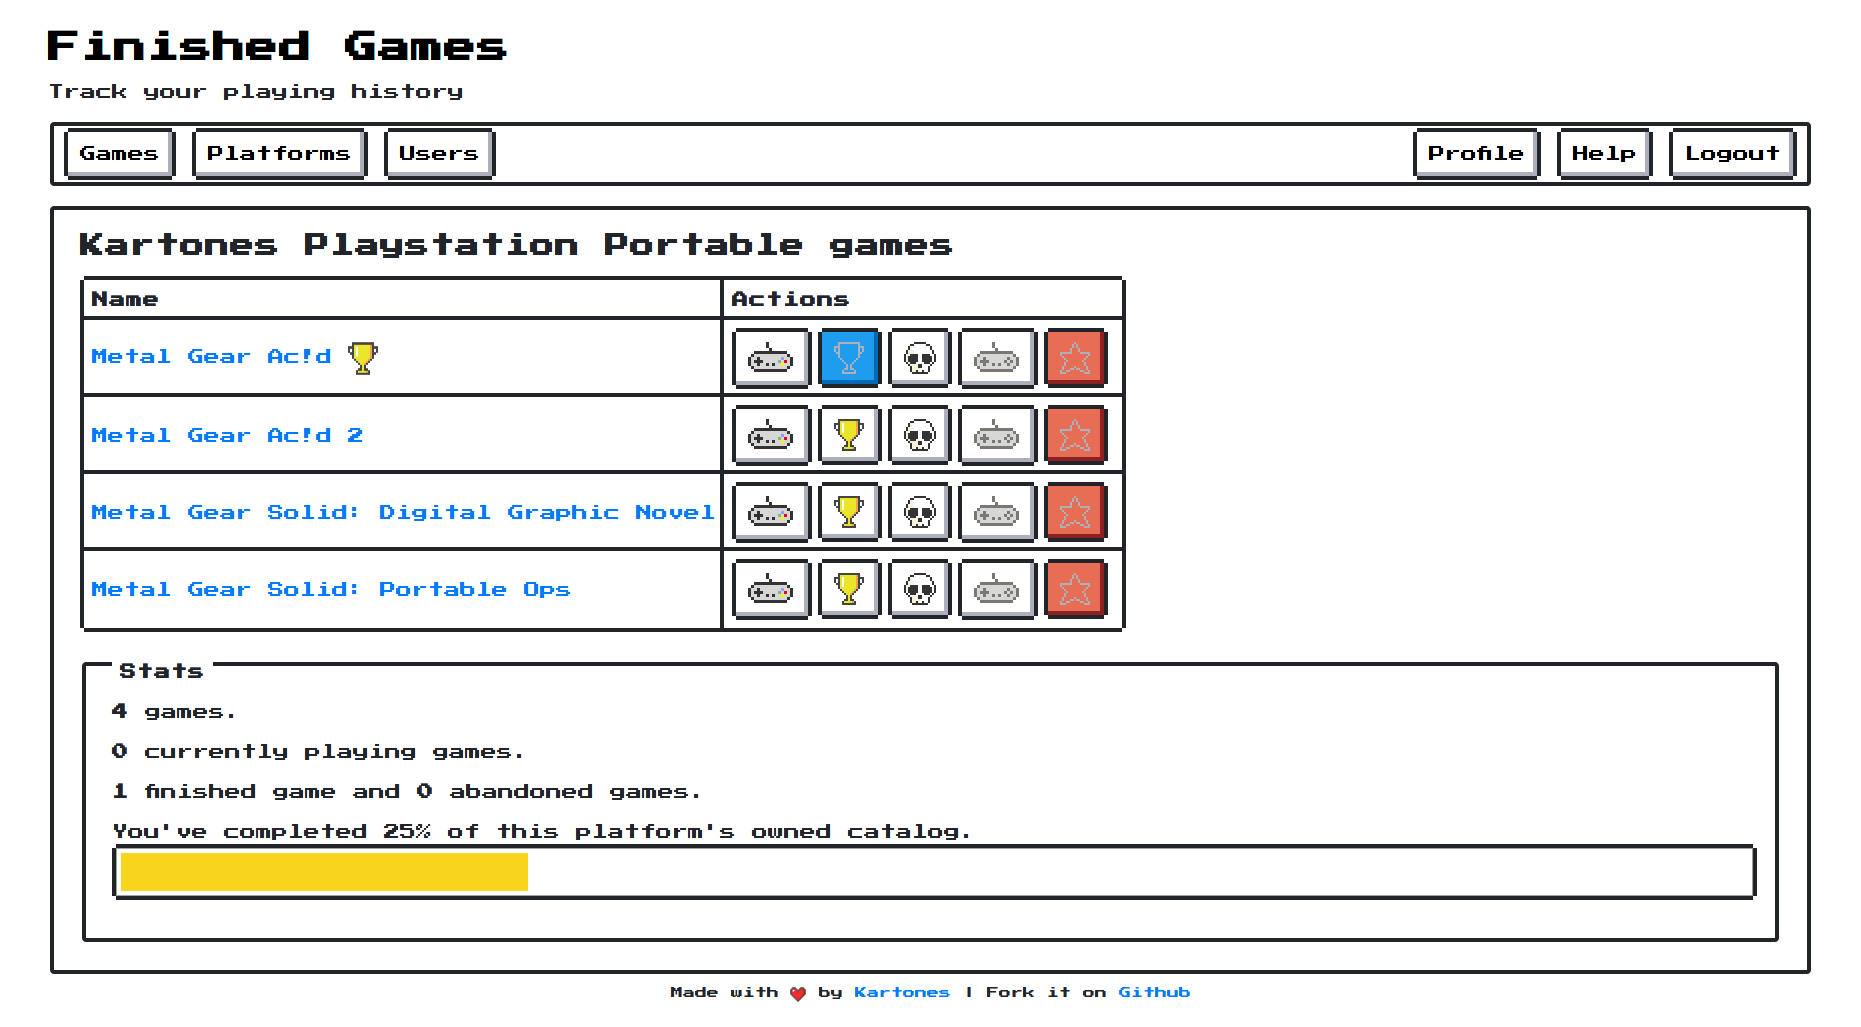 Finished Games
Track your playing history
Games Platforms Users Profile Help Logout
Kartones Playstation Portable games
Name Actions
Metal Gear Ac!d
Metal Gear Ac!d 2
Metal Gear Solid: Digital Graphic Novel
Metal Gear Solid: Portable Ops
Stats
4 games.
0 currently playing games.
1 finished game and 0 abandoned games.
You've completed 25% of this platform's owned catalog.
Made with ❤ by Kartones | Fork it on Github